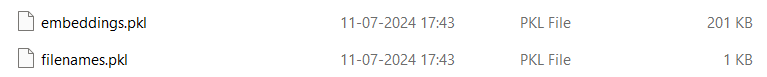 embeddings.pkl 11-07-2024 17:43 PKL File 201 KB
filenames.pkl 11-07-2024 17:43 PKL File 1 KB